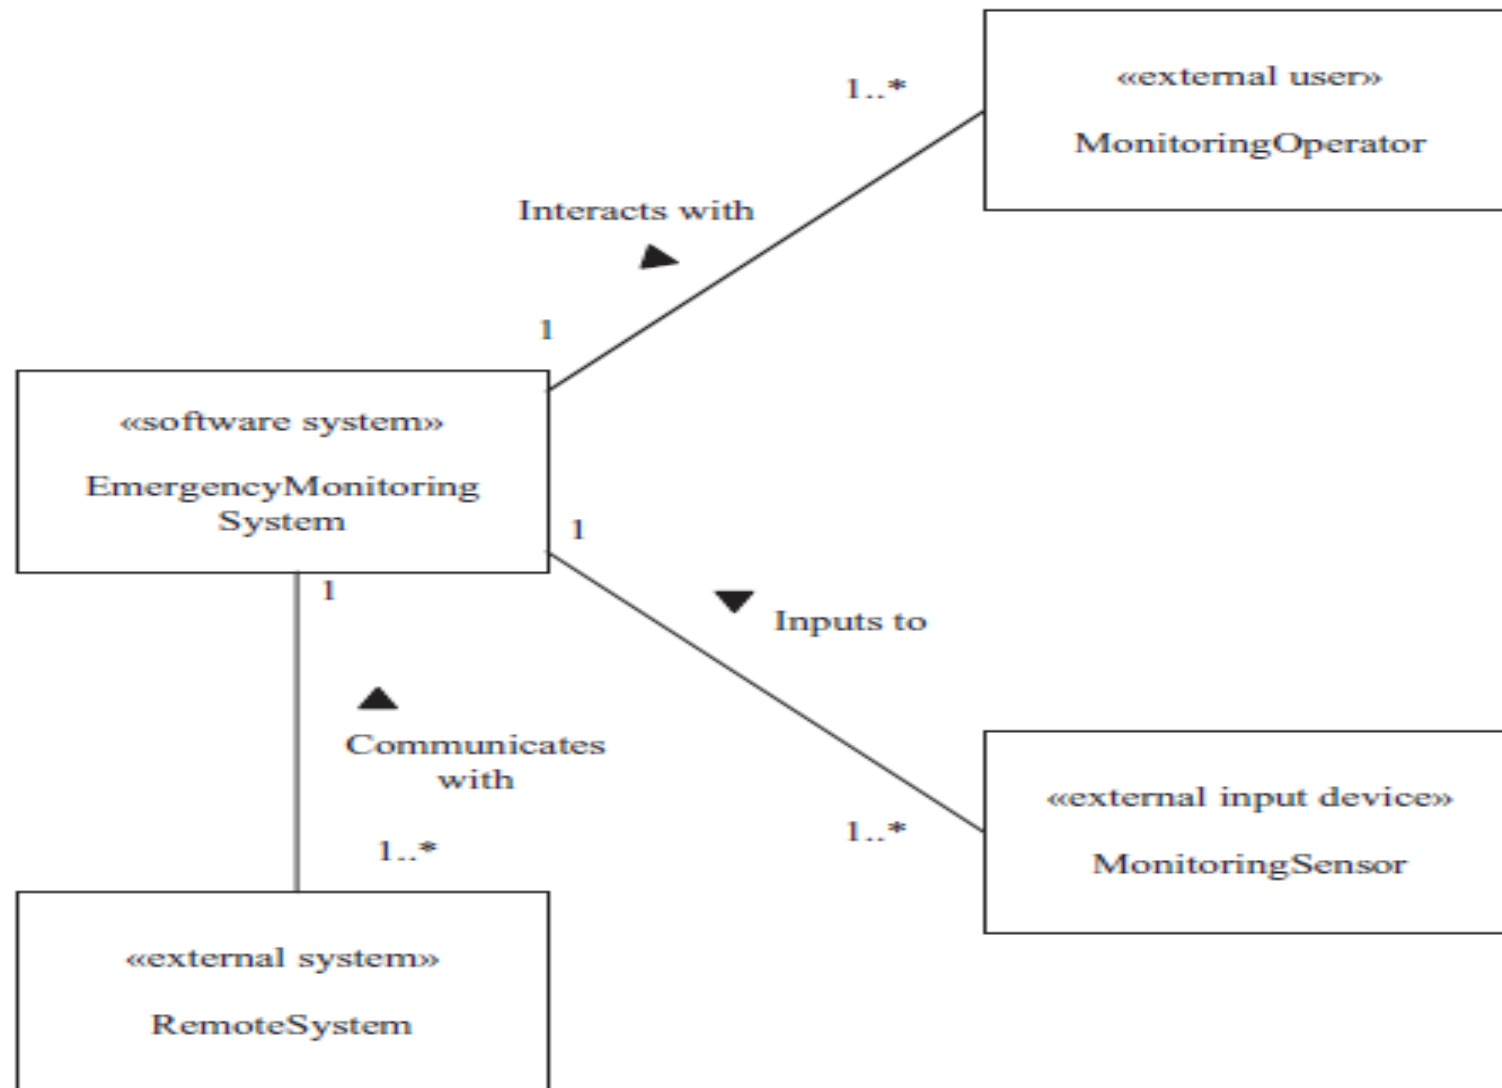 «external user»
MonitoringOperator
1..*
Interacts with
1
«software system»
EmergencyMonitoring
System
1
1
Inputs to
Communicates
with
1..*
1..*
«external input device»
MonitoringSensor
«external system»
RemoteSystem